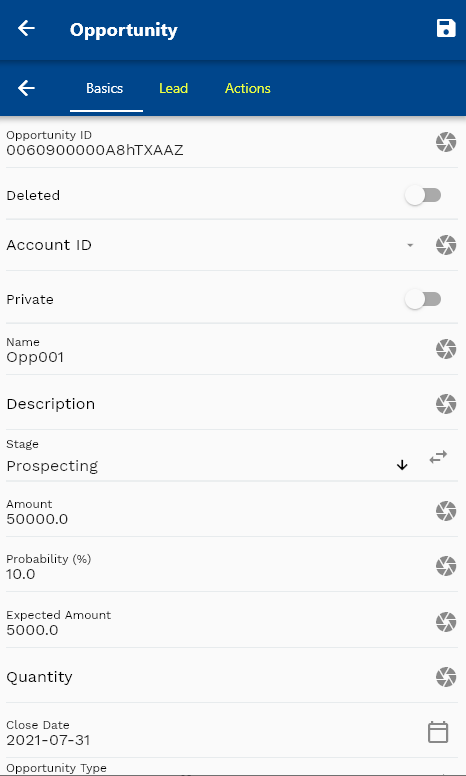 Opportunity
Basics Lead Actions
Opportunity ID
0060900000A8hTXAAZ
Deleted
Account ID
Private
Name
Opp001
Description
Stage
Prospecting
Amount
50000.0
Probability (%)
10.0
Expected Amount
5000.0
Quantity
Close Date
2021-07-31
Opportunity Type